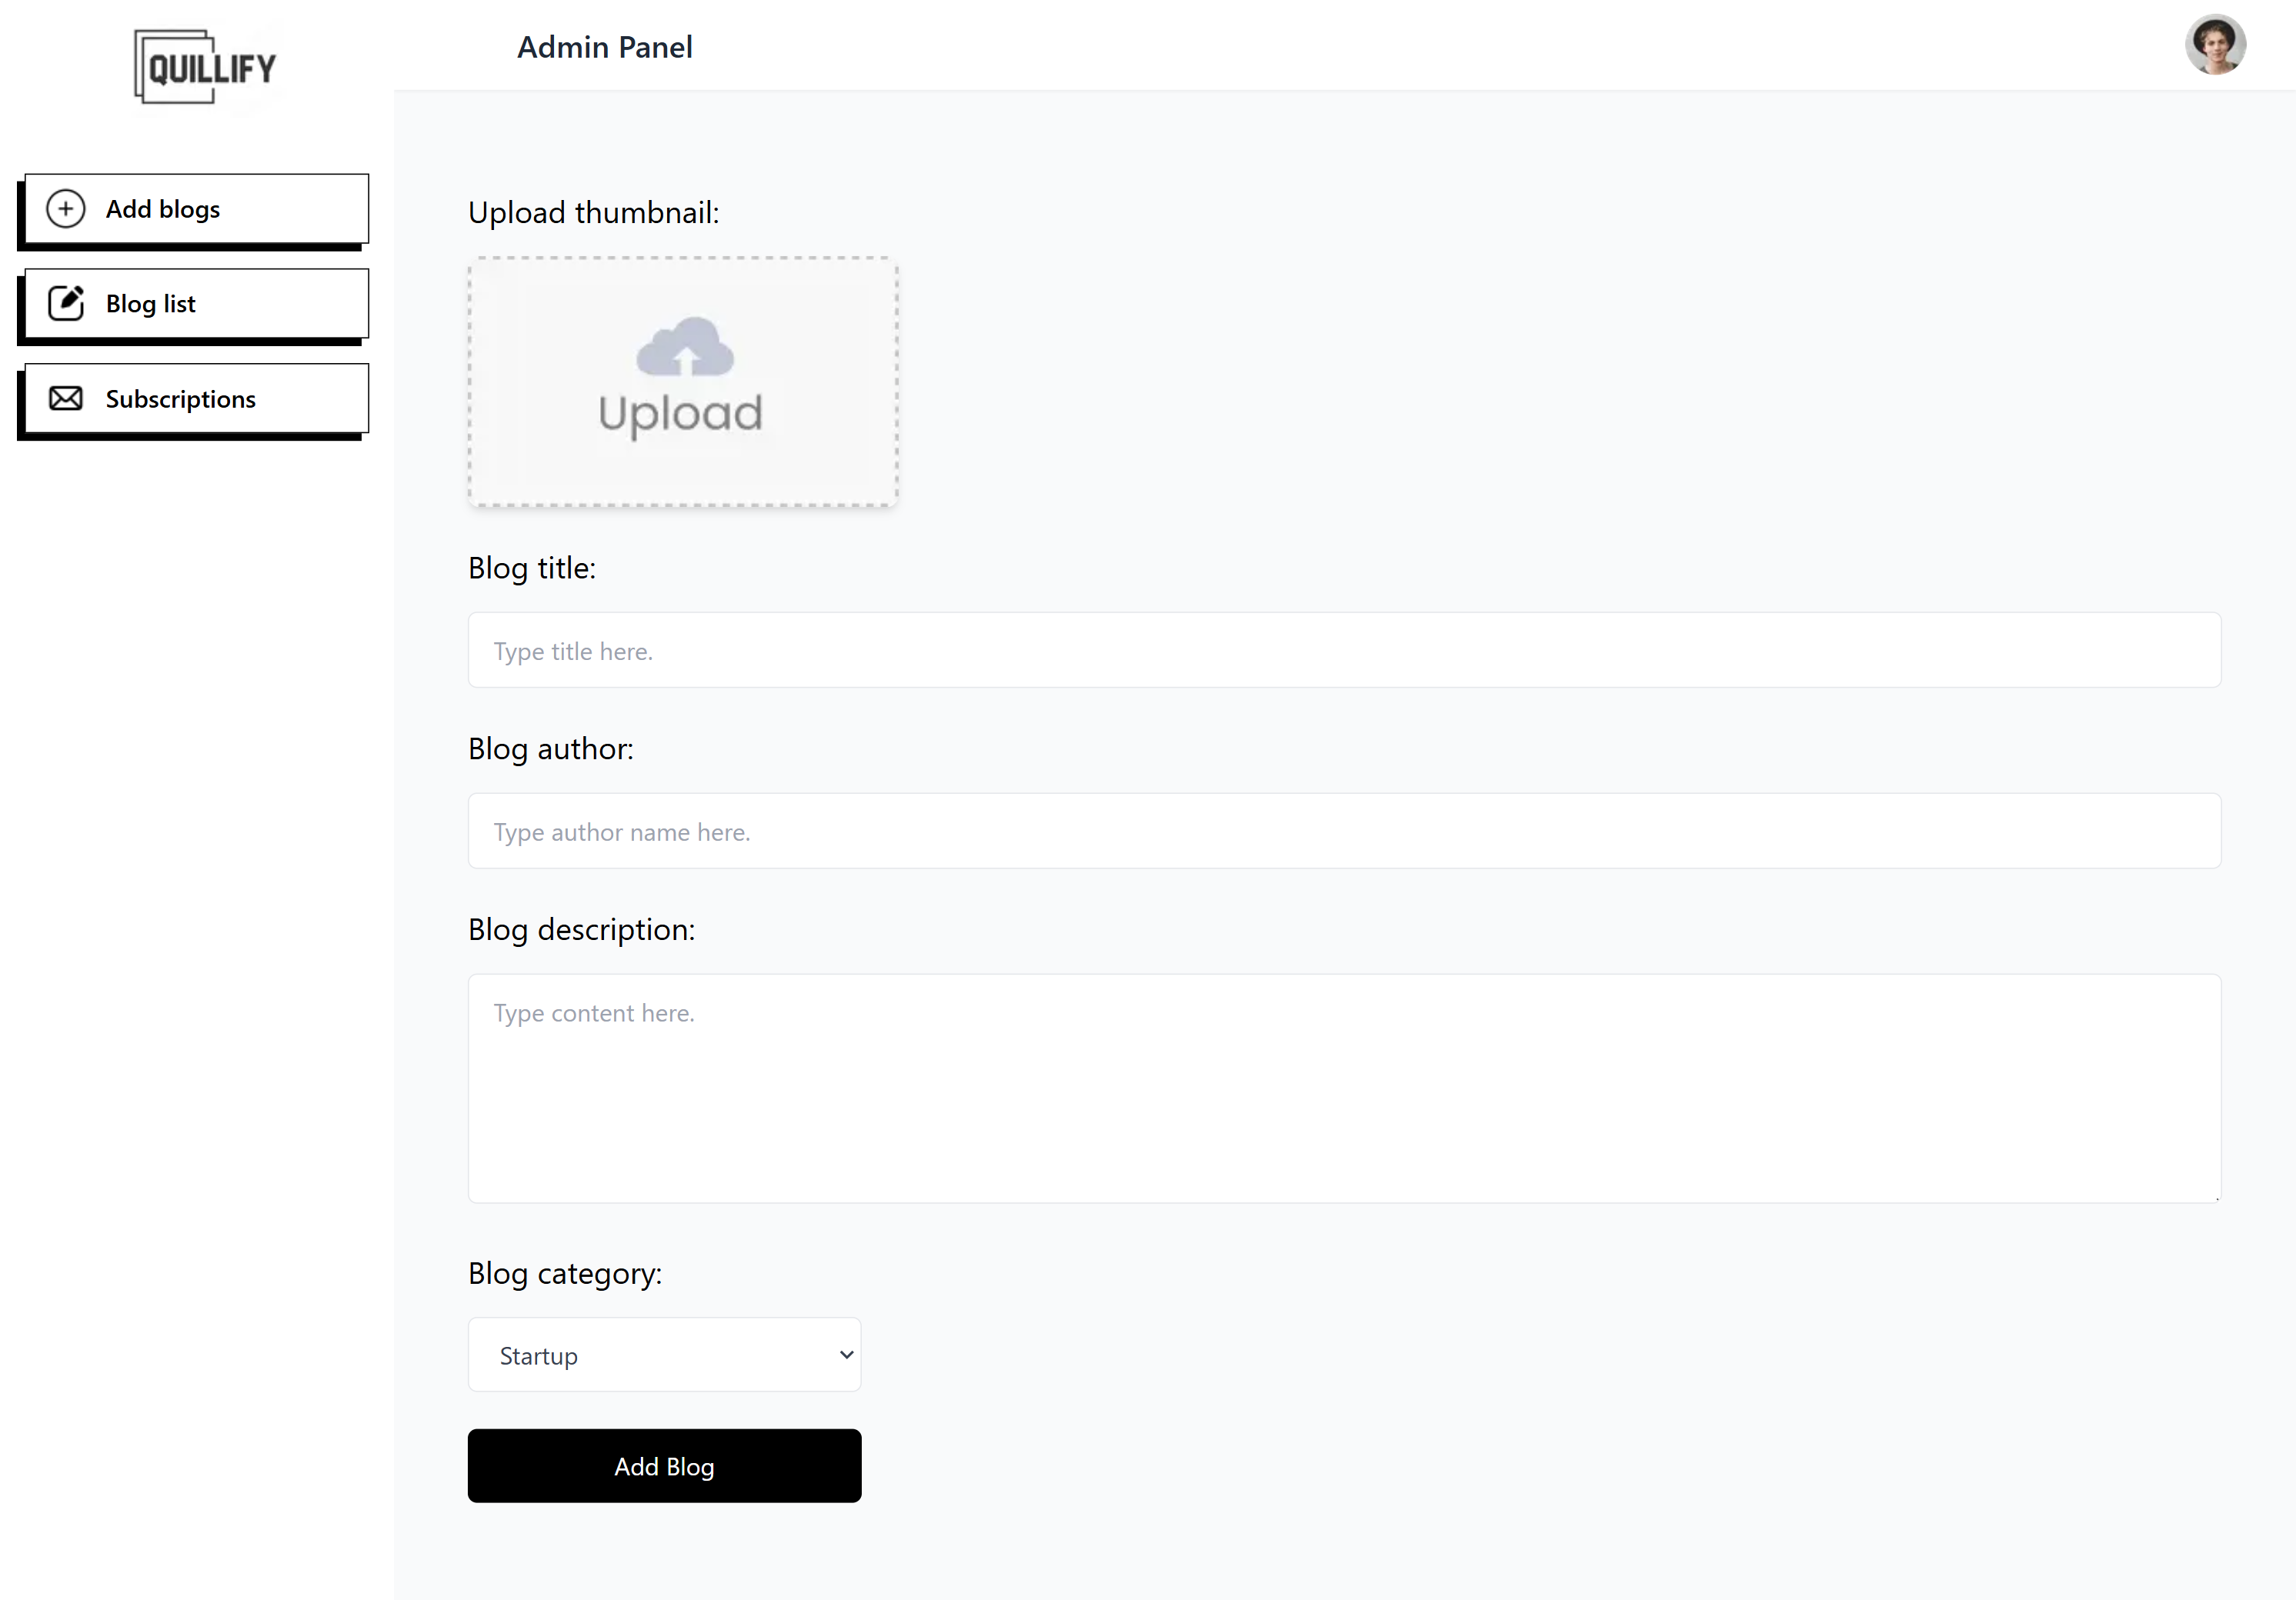 QUILLIFY
Admin Panel
Add blogs
Blog list
Subscriptions
Upload thumbnail:
Upload
Blog title:
Type title here.
Blog author:
Type author name here.
Blog description:
Type content here.
Blog category:
Startup
Add Blog